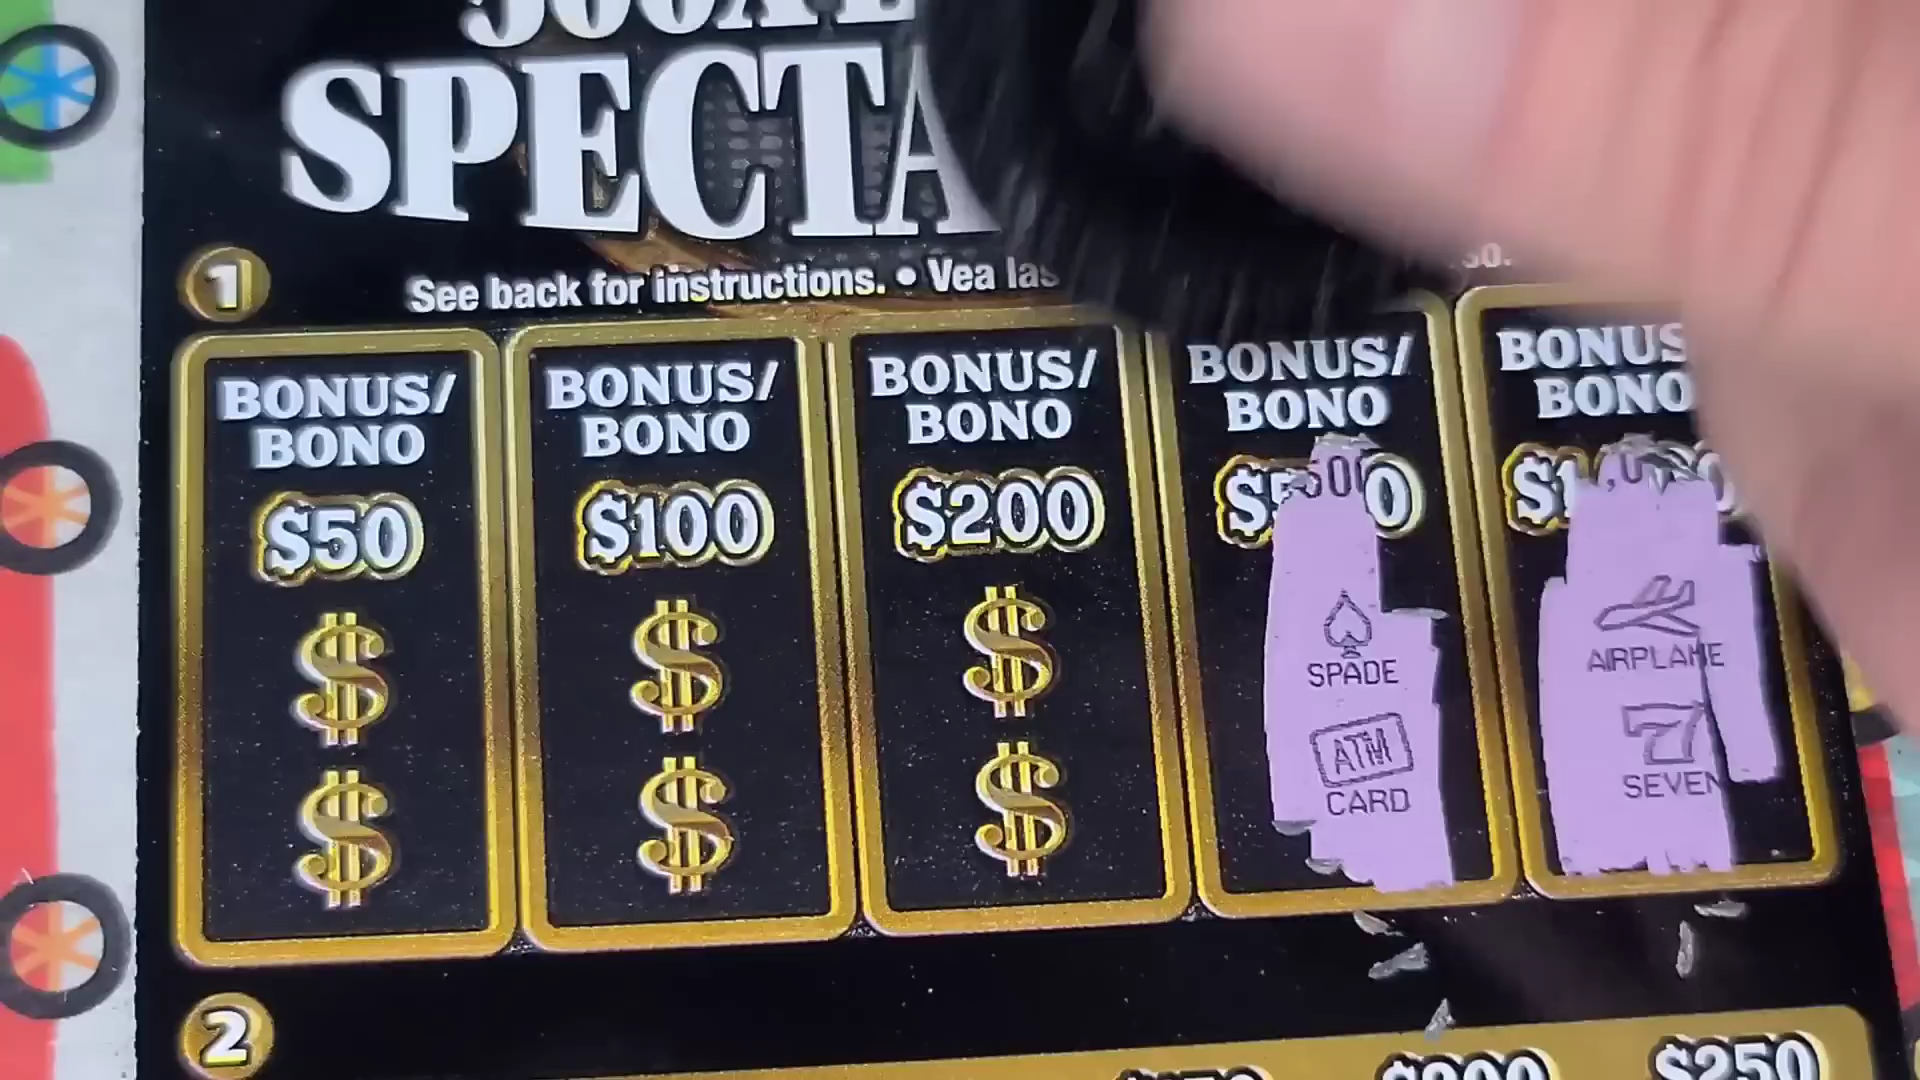 SPECTA
1
See back for instructions. • Vea las
BONUS/
BONO
$50
BONUS/
BONO
$100
BONUS/
BONO
$200
BONUS/
BONO
$500
SPADE
ATM
CARD
BONUS
BONO
AIRPLANE
7
SEVEN
2
$250